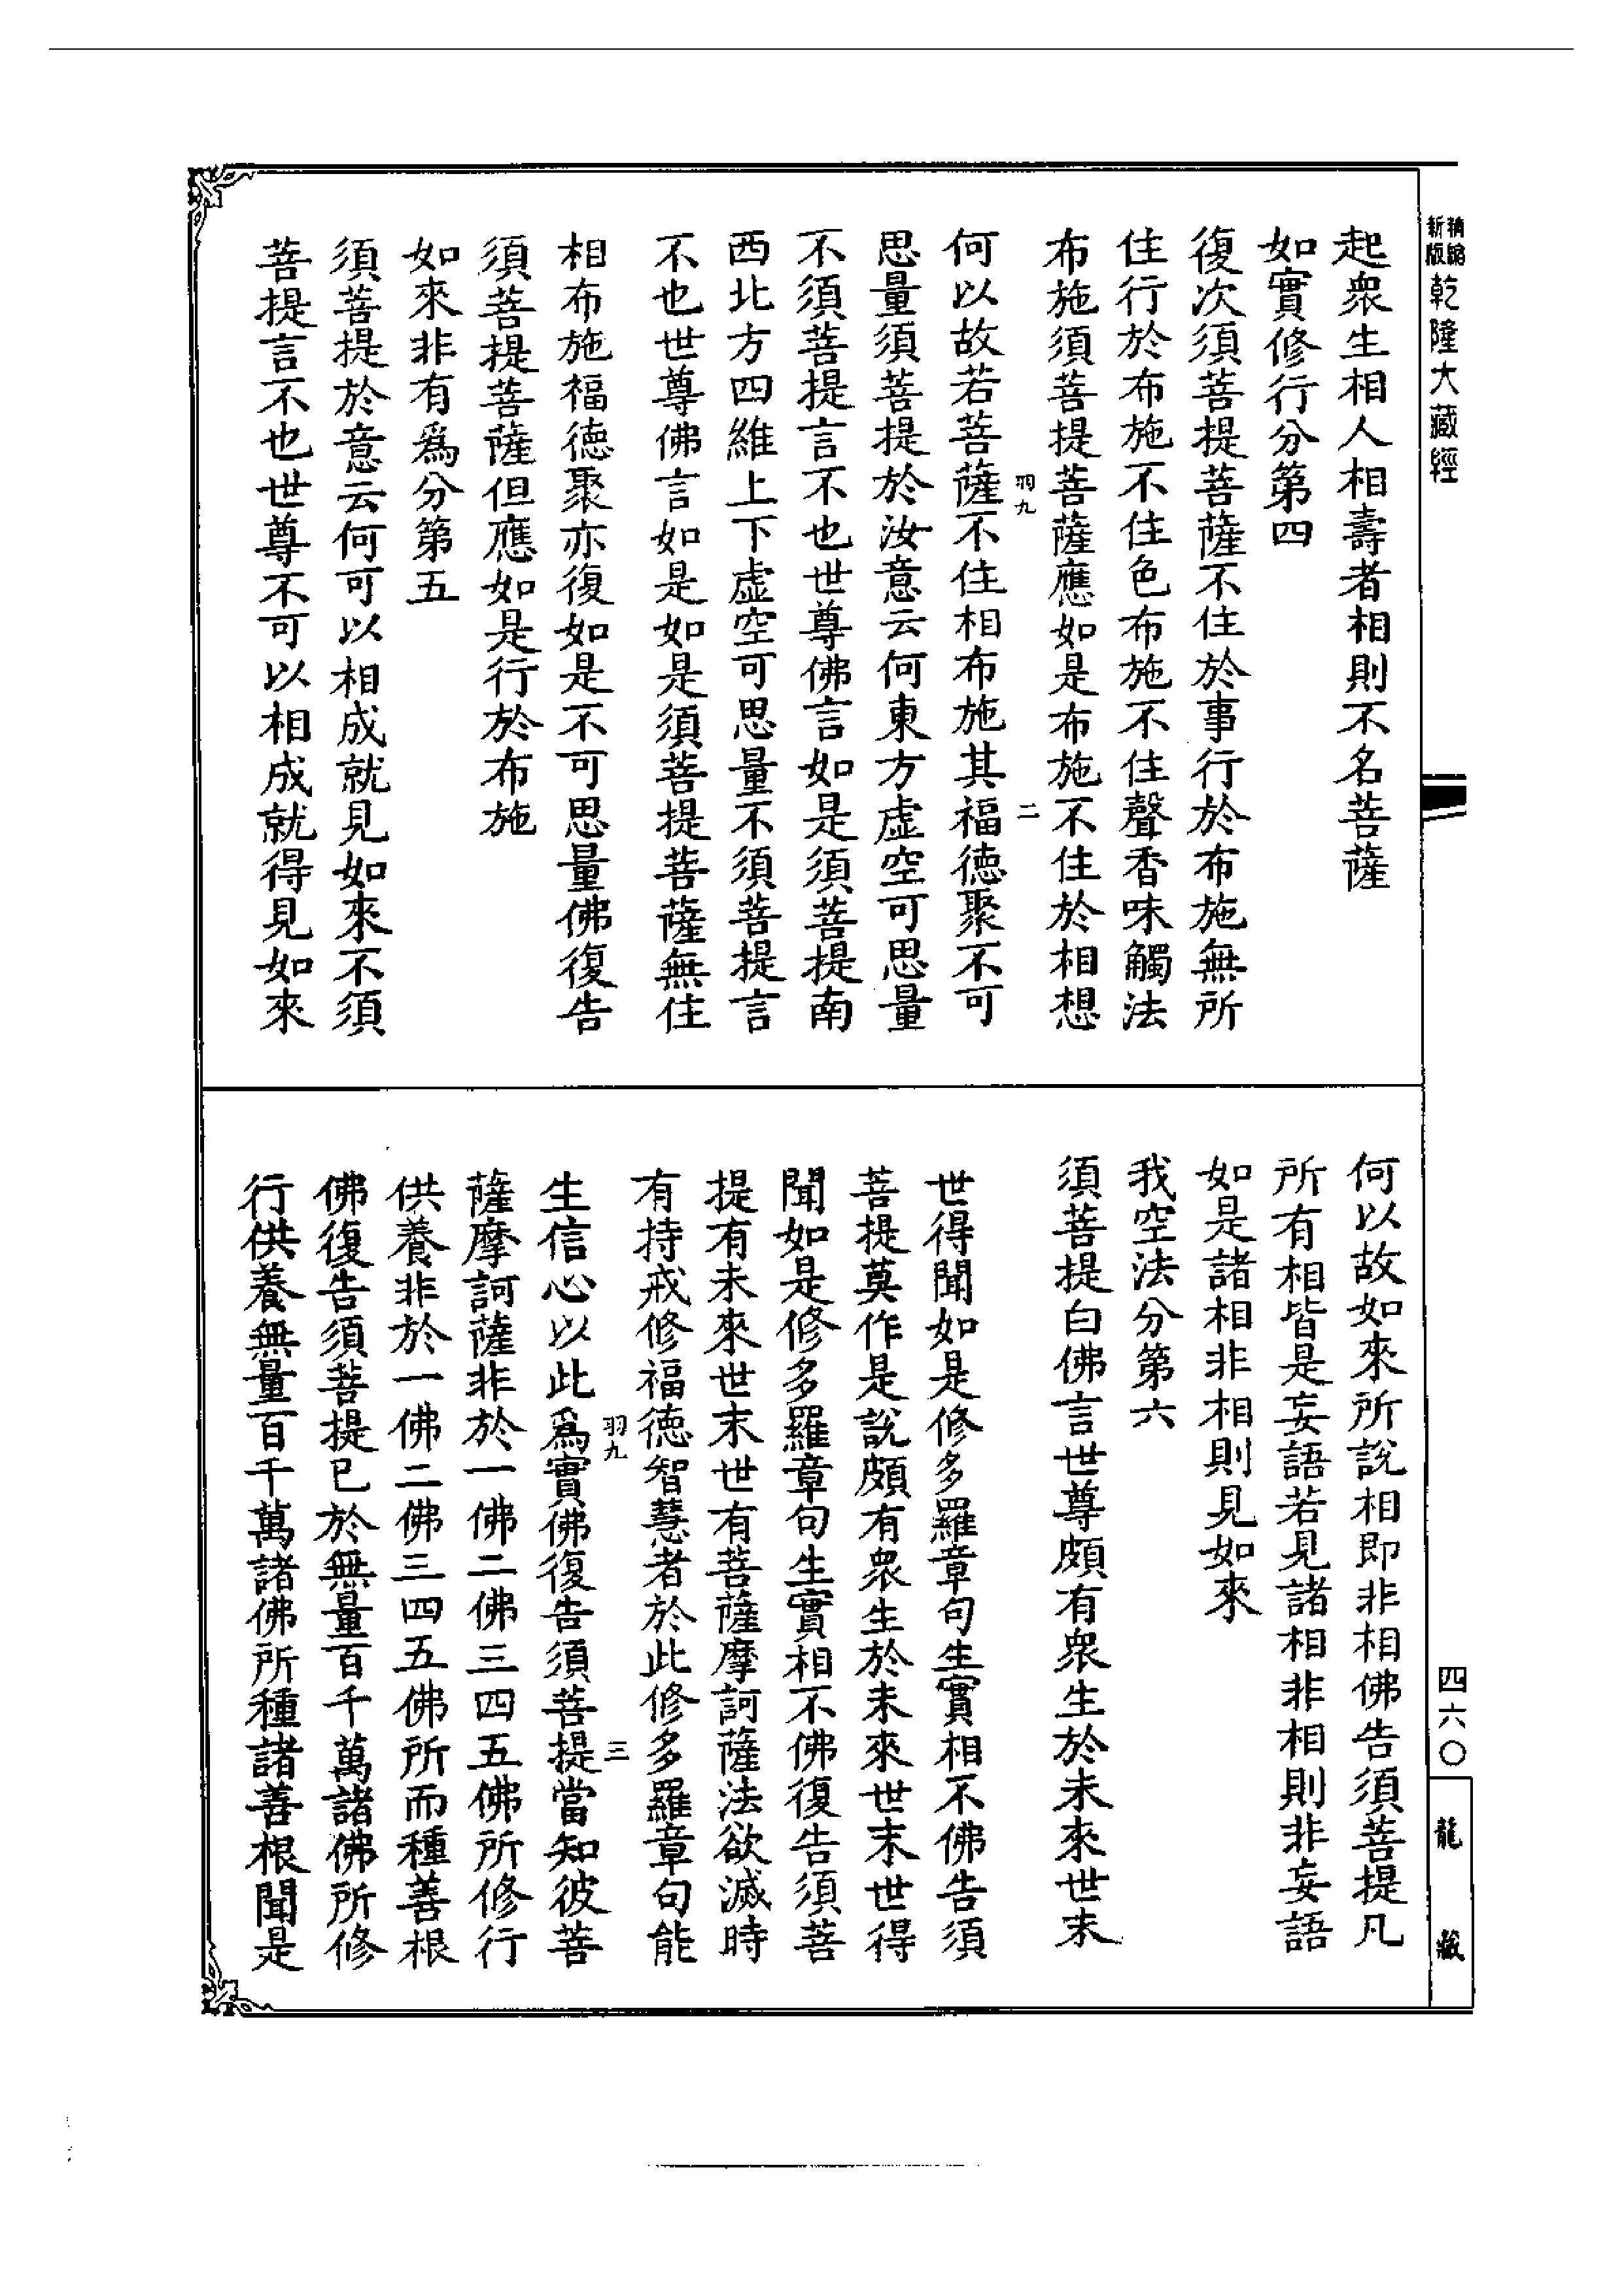 新版
精縮
乾隆大藏經
起衆生相人相壽者相則不名菩薩
如實修行分第四
復次須菩提菩薩不住於事行於布施無所
住行於布施不住色布施不住聲香味觸法
布施須菩提菩薩應如是布施不住於相想
羽九 二
何以故若菩薩不住相布施其福德聚不可
思量須菩提於汝意云何東方虛空可思量
不須菩提言不也世尊佛言如是須菩提南
西北方四維上下虛空可思量不須菩提言
不也世尊佛言如是如是須菩提菩薩無住
相布施福德聚亦復如是不可思量佛復告
須菩提菩薩但應如是行於布施
如來非有爲分第五
須菩提於意云何可以相成就見如來不須
菩提言不也世尊不可以相成就得見如來
何以故如來所說相即非相佛告須菩提凡
所有相皆是妄語若見諸相非相則非妄語
如是諸相非相則見如來
我空法分第六
須菩提白佛言世尊頗有衆生於未來世末
世得聞如是修多羅章句生實相不佛告須
菩提莫作是說頗有衆生於未來世末世得
聞如是修多羅章句生實相不佛復告須菩
提有未來世末世有菩薩摩訶薩法欲滅時
有持戒修福德智慧者於此修多羅章句能
羽九 三
生信心以此爲實佛復告須菩提當知彼菩
薩摩訶薩非於一佛二佛三四五佛所修行
供養非於一佛二佛三四五佛所而種善根
佛復告須菩提已於無量百千萬諸佛所修
行供養無量百千萬諸佛所種諸善根聞是
四六〇
龍藏